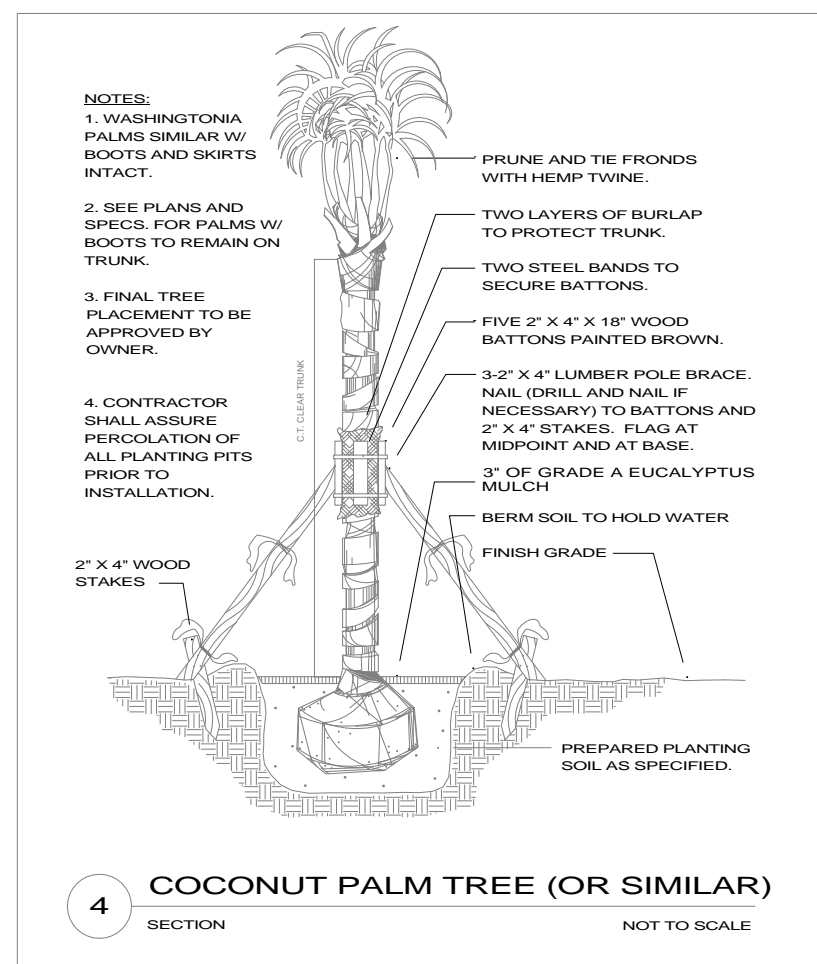 NOTES:
1. WASHINGTONIA
PALMS SIMILAR W/
BOOTS AND SKIRTS
INTACT.
2. SEE PLANS AND
SPECS. FOR PALMS W/
BOOTS TO REMAIN ON
TRUNK.
3. FINAL TREE
PLACEMENT TO BE
APPROVED BY
OWNER.
4. CONTRACTOR
SHALL ASSURE
PERCOLATION OF
ALL PLANTING PITS
PRIOR TO
INSTALLATION.
2" X 4" WOOD
STAKES
C.T. CLEAR TRUNK
PRUNE AND TIE FRONDS
WITH HEMP TWINE.
TWO LAYERS OF BURLAP
TO PROTECT TRUNK.
TWO STEEL BANDS TO
SECURE BATTONS.
FIVE 2" X 4" X 18" WOOD
BATTONS PAINTED BROWN.
3-2" X 4" LUMBER POLE BRACE.
NAIL (DRILL AND NAIL IF
NECESSARY) TO BATTONS AND
2" X 4" STAKES. FLAG AT
MIDPOINT AND AT BASE.
3" OF GRADE A EUCALYPTUS
MULCH
BERM SOIL TO HOLD WATER
FINISH GRADE
PREPARED PLANTING
SOIL AS SPECIFIED.
4
COCONUT PALM TREE (OR SIMILAR)
SECTION
NOT TO SCALE